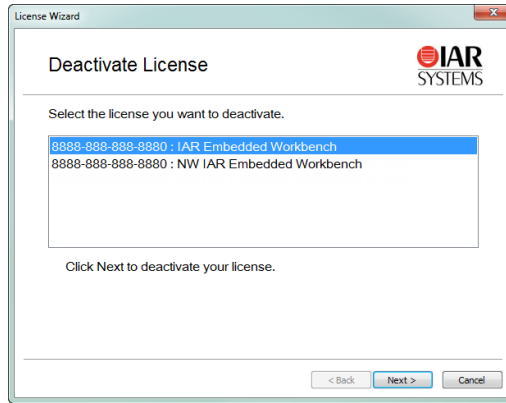 License Wizard
x
Deactivate License
IAR
SYSTEMS
Select the license you want to deactivate.
8888-888-888-8880 : IAR Embedded Workbench
8888-888-888-8880 : NW IAR Embedded Workbench
Click Next to deactivate your license.
< Back
Next >
Cancel